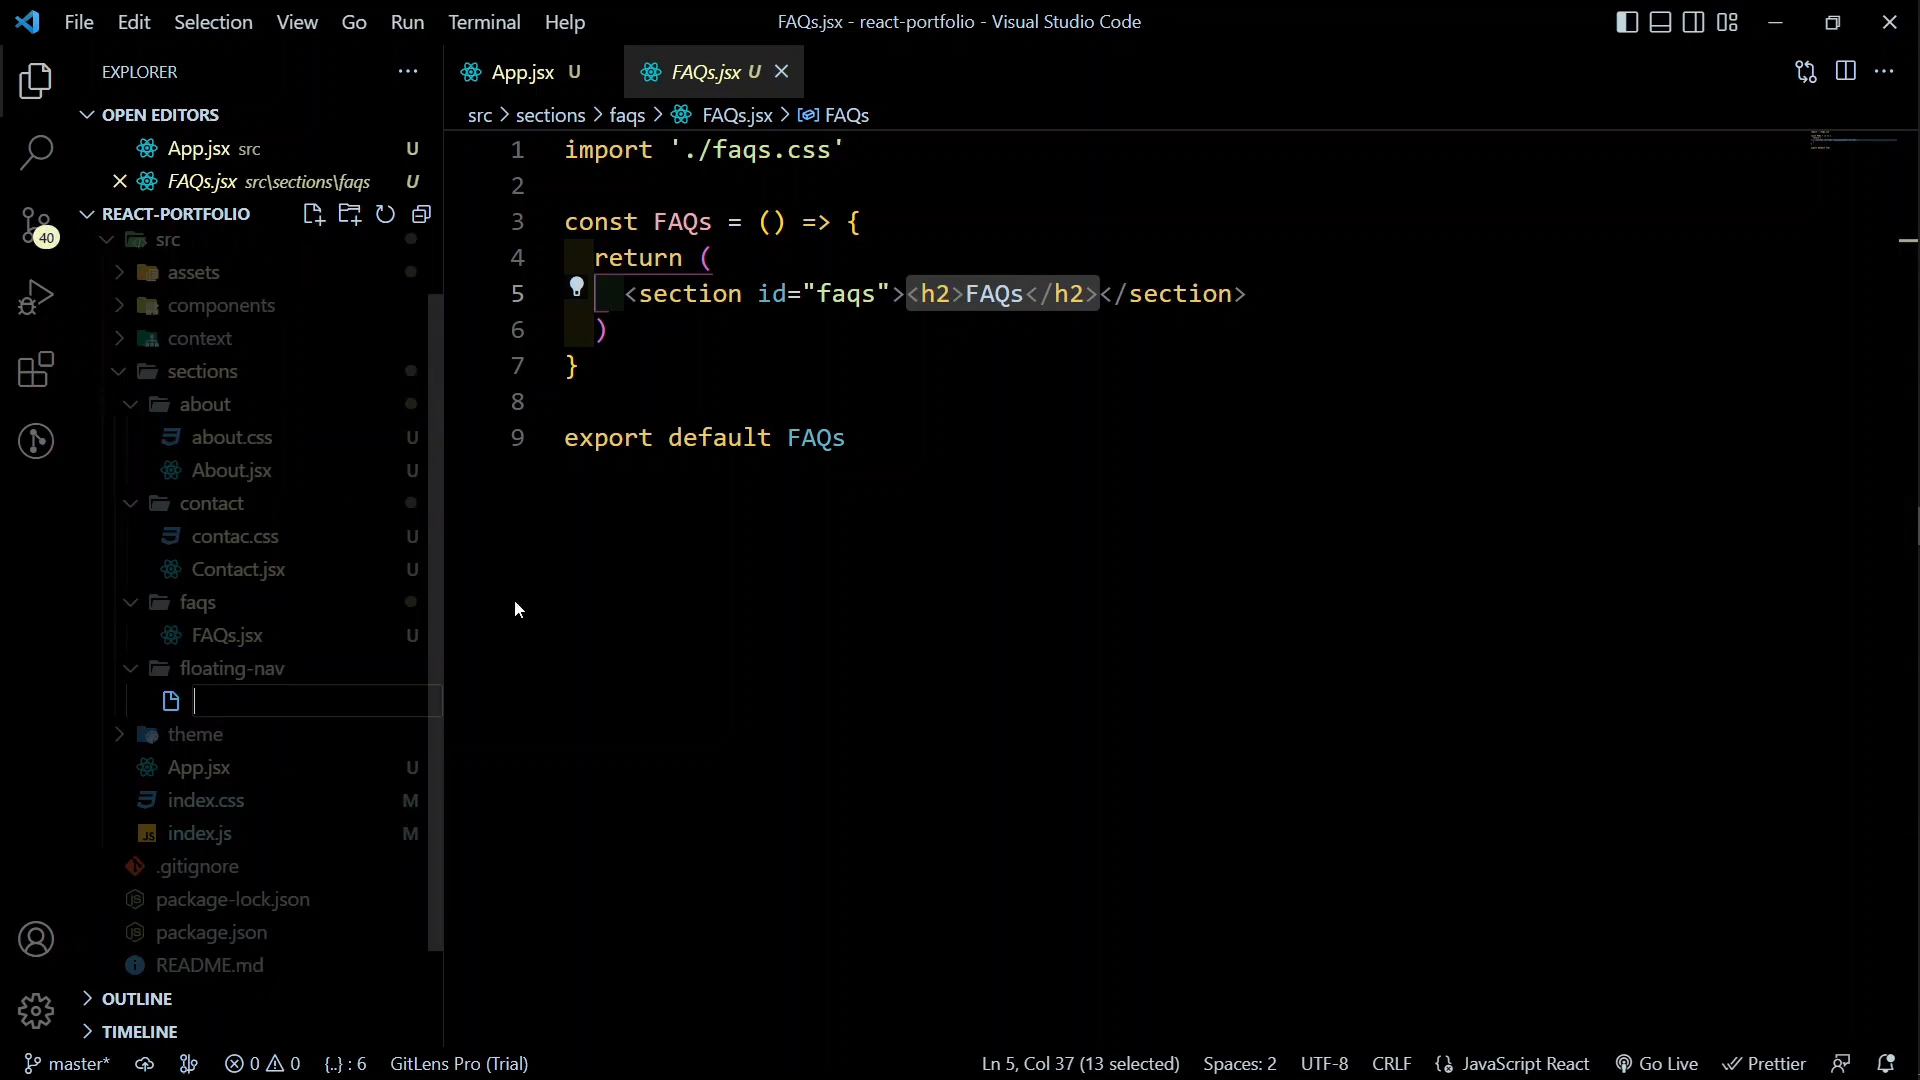 File Edit Selection View Go Run Terminal Help
FAQs.jsx - react-portfolio - Visual Studio Code
EXPLORER
OPEN EDITORS
App.jsx src U
FAQs.jsx src\sections\faqs U
REACT-PORTFOLIO
src
assets
components
context
sections
about
about.css U
About.jsx U
contact
contac.css U
Contact.jsx U
faqs
FAQs.jsx U
floating-nav
theme
App.jsx U
index.css M
index.js M
.gitignore
package-lock.json
package.json
README.md
OUTLINE
TIMELINE
40
App.jsx U
FAQs.jsx U
src > sections > faqs > FAQs.jsx > FAQs
1 import './faqs.css'
2
3 const FAQs = () => {
4 return (
5 <section id="faqs"><h2>FAQs</h2></section>
6 )
7 }
8
9 export default FAQs
master* 0 0 {..} : 6 GitLens Pro (Trial)
Ln 5, Col 37 (13 selected) Spaces: 2 UTF-8 CRLF {} JavaScript React Go Live Prettier